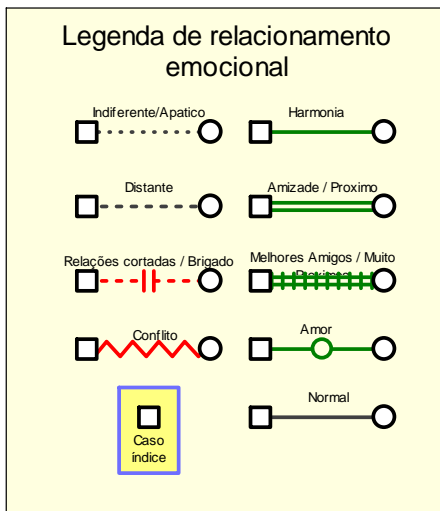 Legenda de relacionamento
emocional
Indiferente/Apatico
Harmonia
Distante
Amizade / Proximo
Relações cortadas / Brigado
Melhores Amigos / Muito
Proximos
Conflito
Amor
Caso
índice
Normal